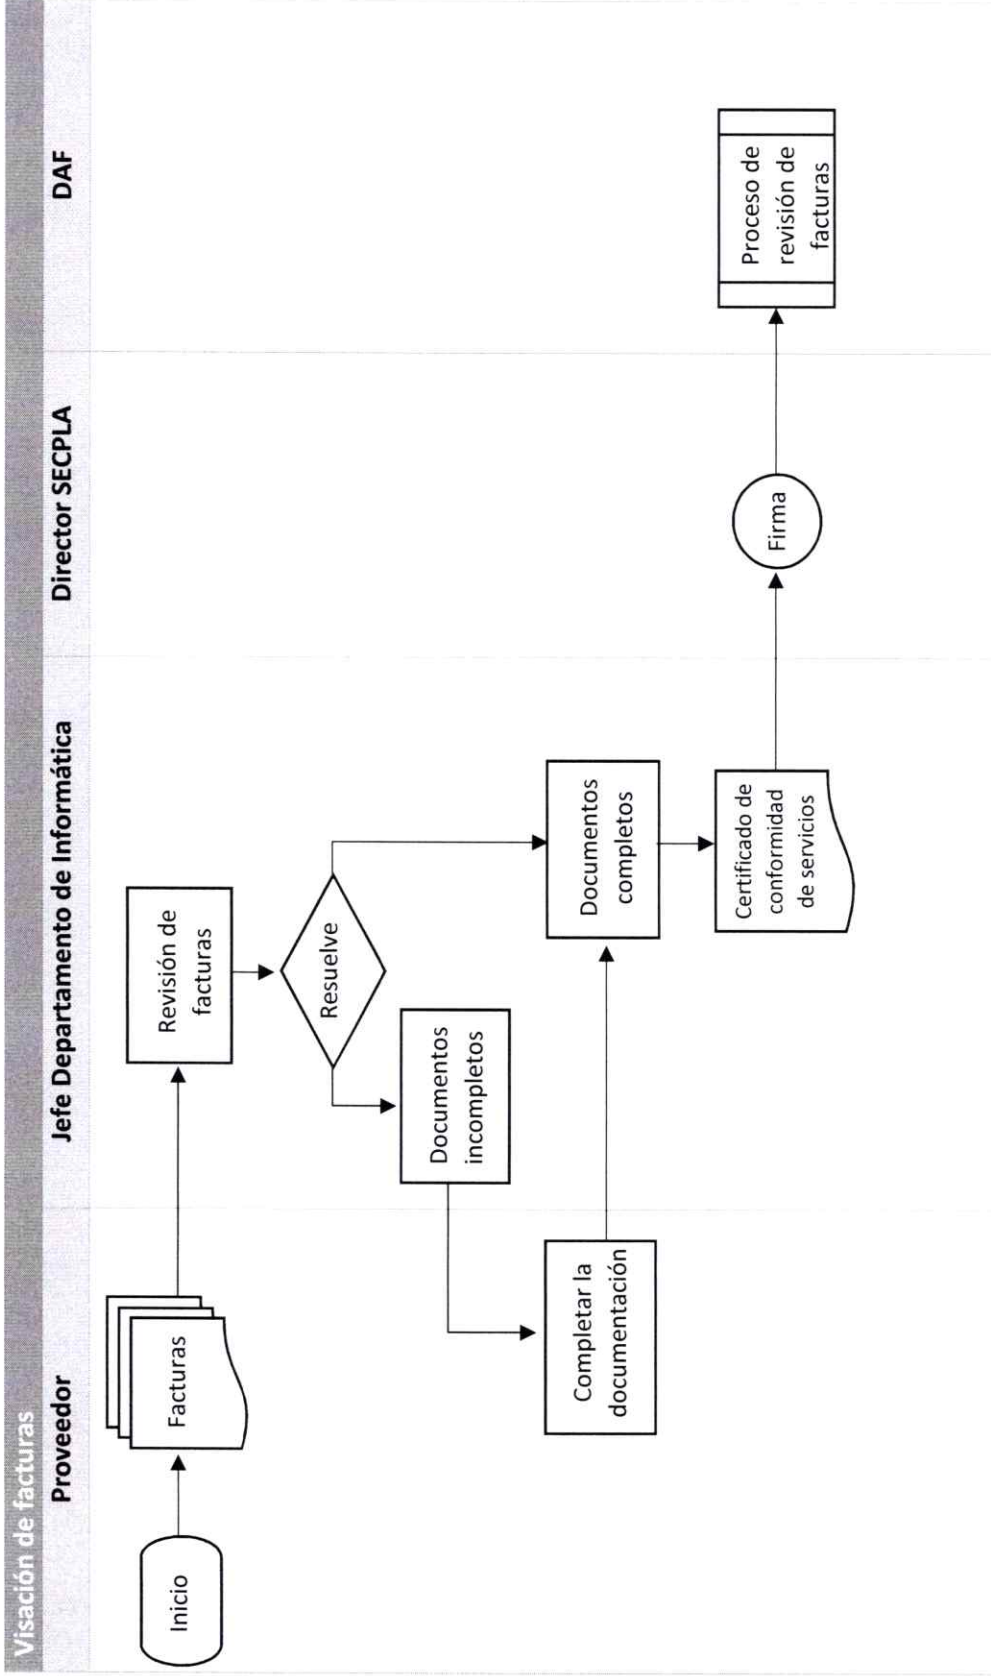 Visación de facturas
Proveedor
Jefe Departamento de Informática
Director SECPLA
DAF
Inicio
Facturas
Revisión de
facturas
Resuelve
Documentos
incompletos
Completar la
documentación
Documentos
completos
Certificado de
conformidad
de servicios
Firma
Proceso de
revisión de
facturas